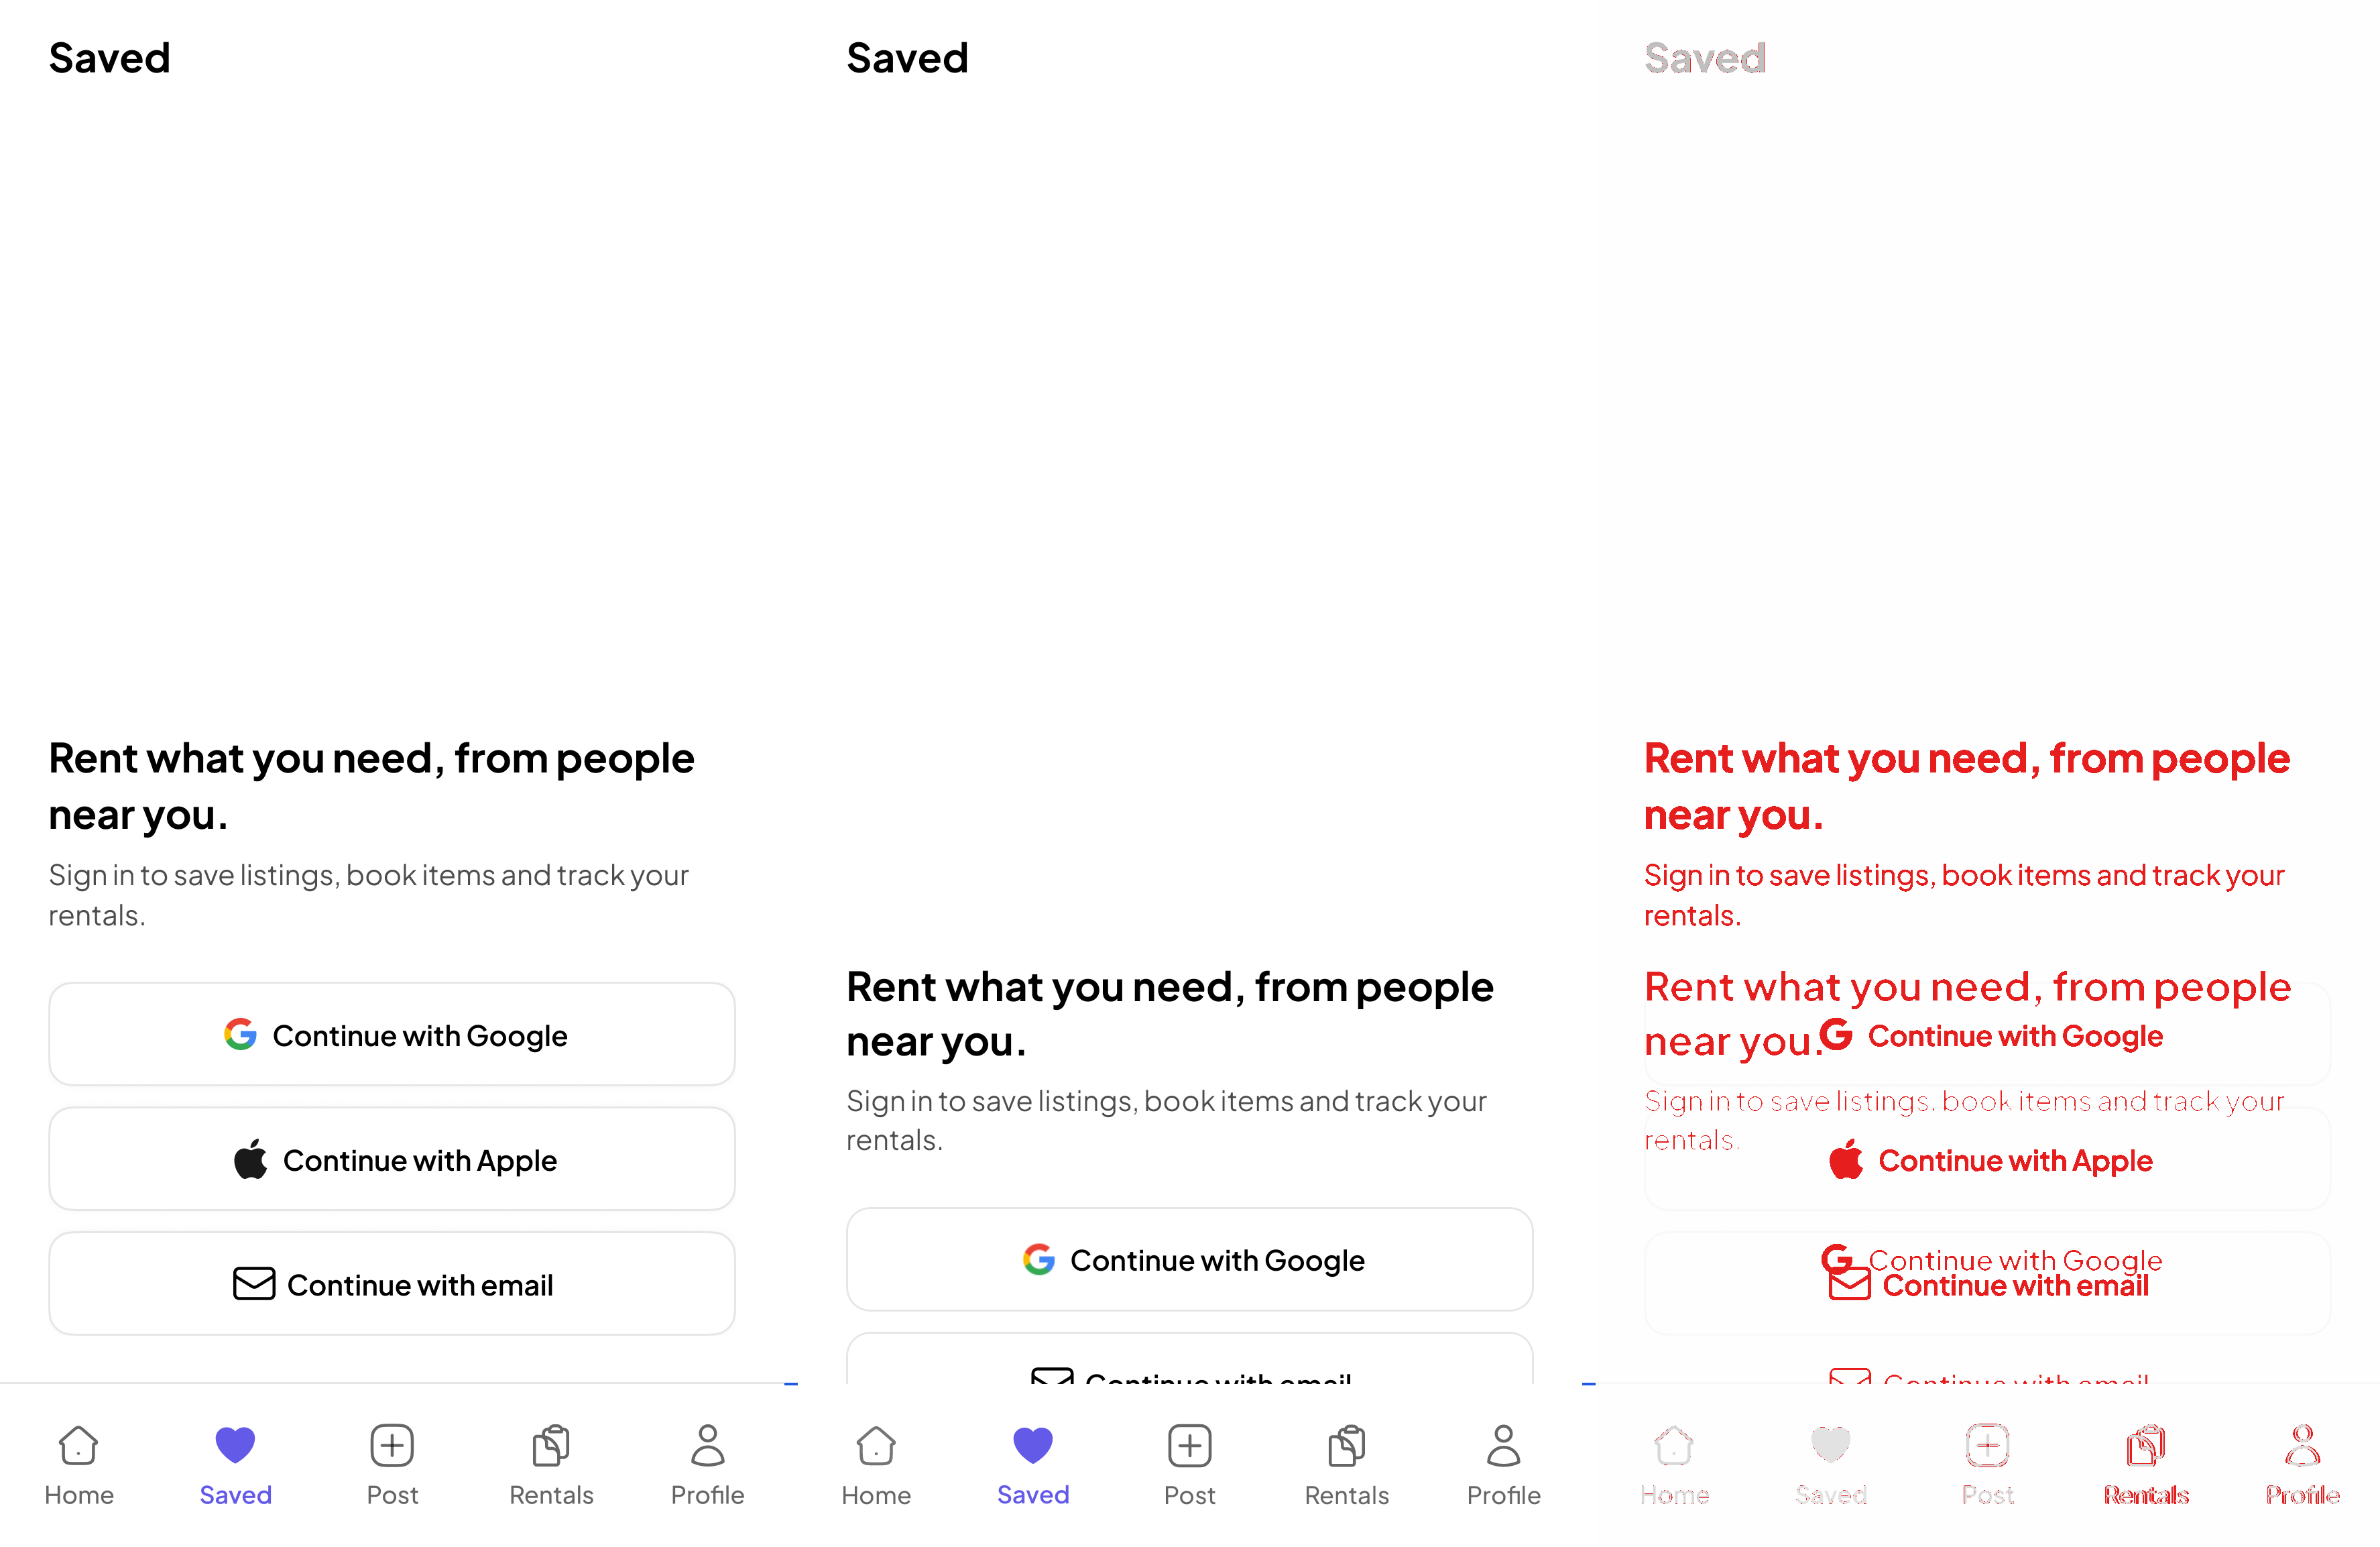 Saved
Rent what you need, from people
near you.
Sign in to save listings, book items and track your
rentals.
Continue with Google
Continue with Apple
Continue with email
Home
Saved
Post
Rentals
Profile
Saved
Rent what you need, from people
near you.
Sign in to save listings, book items and track your
rentals.
Continue with Google
Continue with email
Home
Saved
Post
Rentals
Profile
Saved
Rent what you need, from people
near you.
Sign in to save listings, book items and track your
rentals.
Rent what you need, from people
near you.
Continue with Google
Sign in to save listings, book items and track your
rentals.
Continue with Apple
Continue with Google
Continue with email
Continue with email
Home
Saved
Post
Rentals
Profile